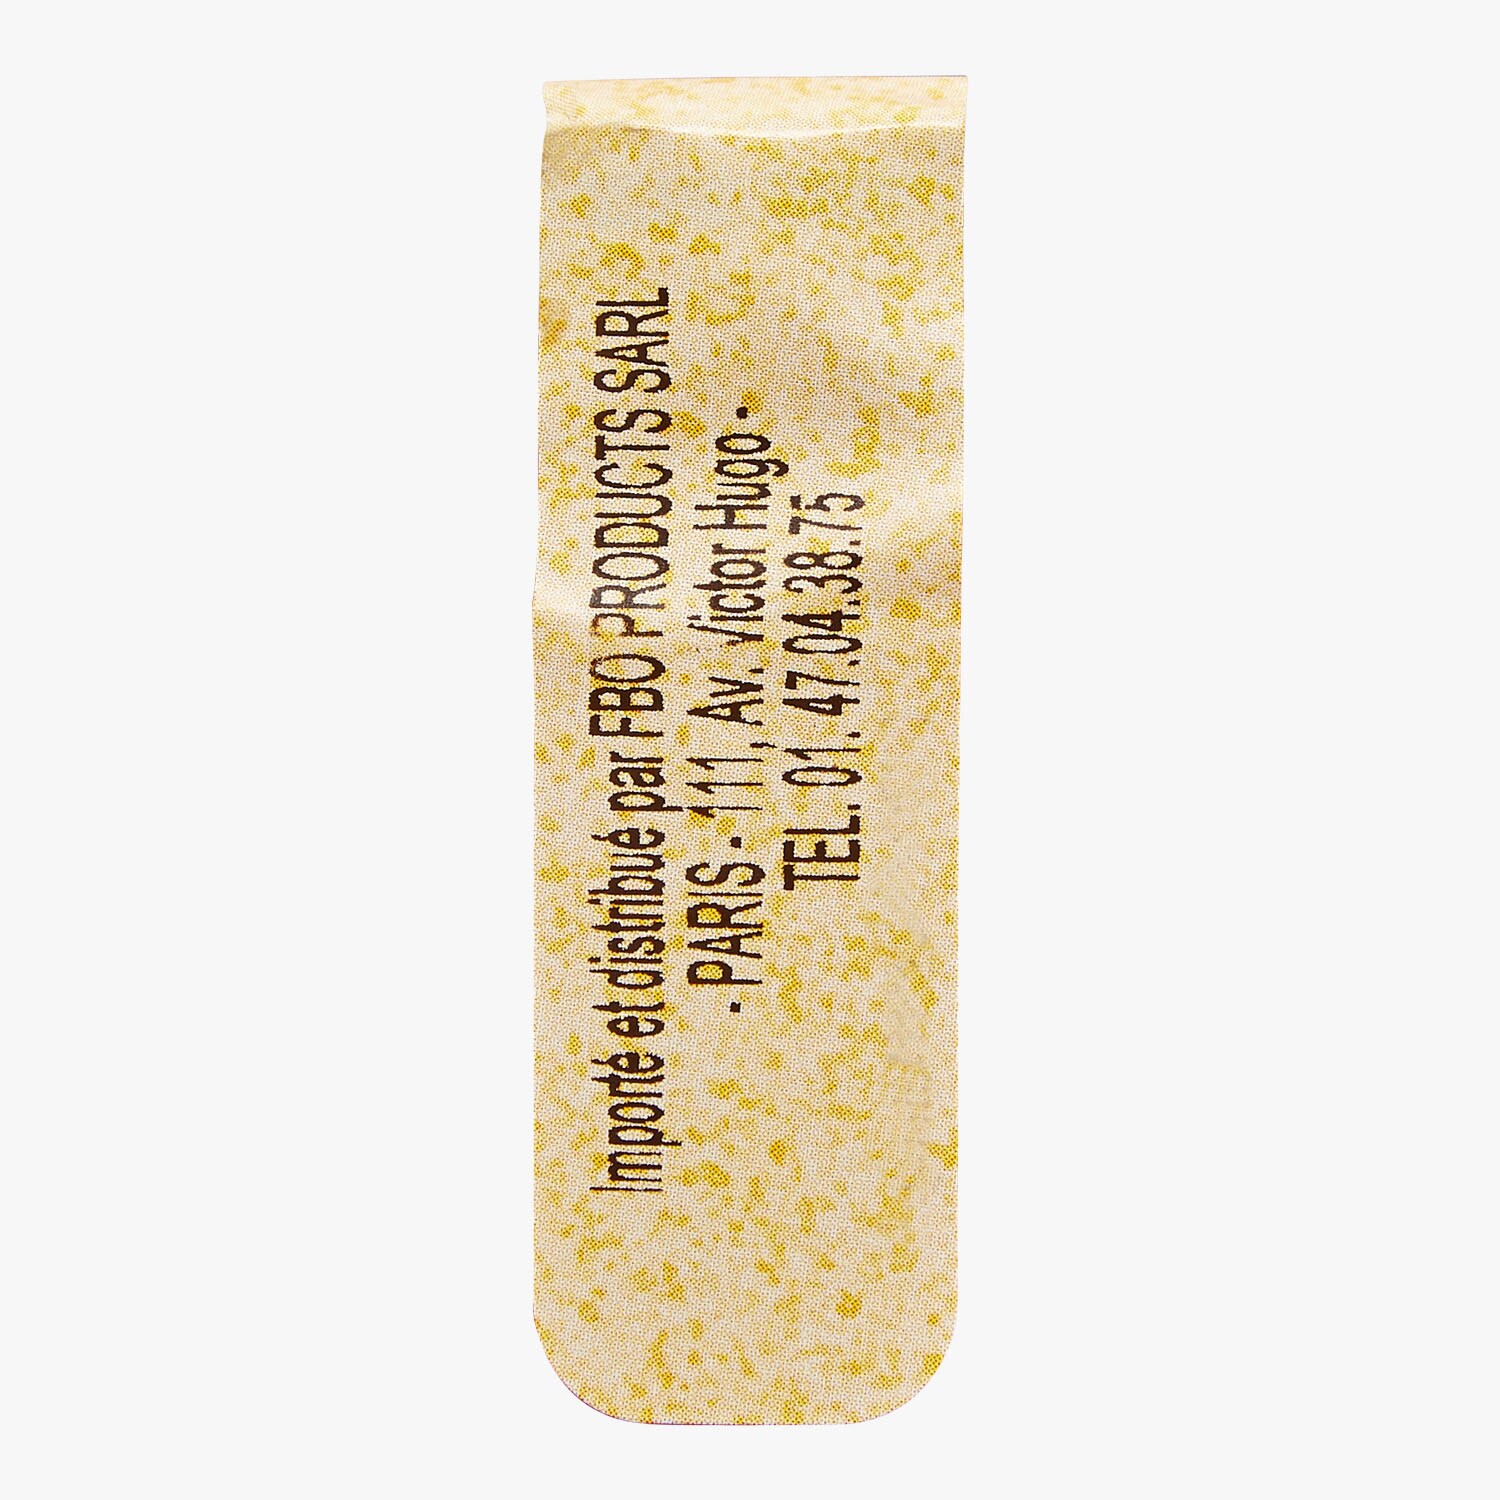 Importé et distribué par FBO PRODUCTS SARL
- PARIS - 111, Av. Victor Hugo -
TEL. 01. 47.04.38.75